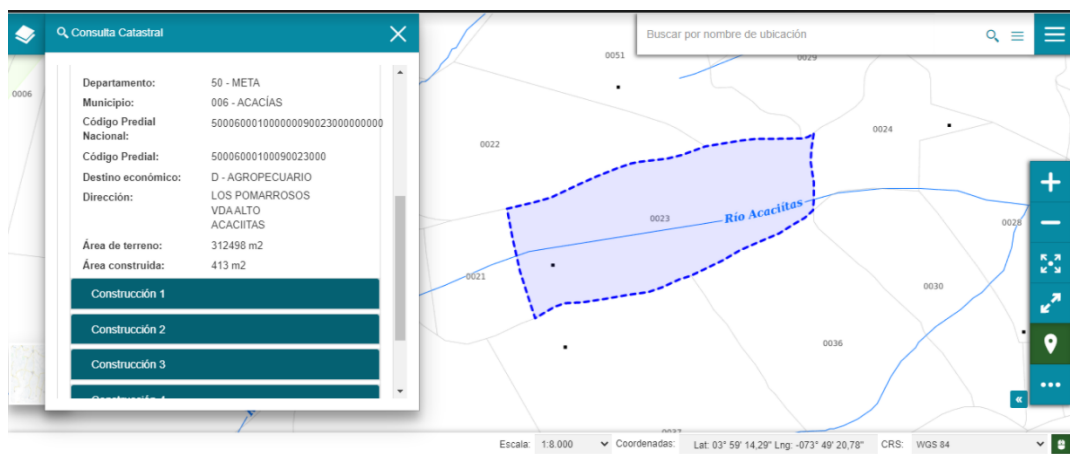 Consulta Catastral
Departamento: 50 - META
Municipio: 006 - ACACÍAS
Código Predial Nacional: 500060001000000090023000000000
Código Predial: 50006000100090023000
Destino económico: D - AGROPECUARIO
Dirección: LOS POMARROSOS
VDA ALTO
ACACIITAS
Área de terreno: 312498 m2
Área construida: 413 m2
Construcción 1
Construcción 2
Construcción 3
Buscar por nombre de ubicación
0006
0051
0029
0022
0024
0023
Río Acaciítas
0028
0021
0030
0036
0037
«
Escala: 1:8.000 Coordenadas: Lat: 03° 59' 14,29" Lng: -073° 49' 20,78" CRS: WGS 84